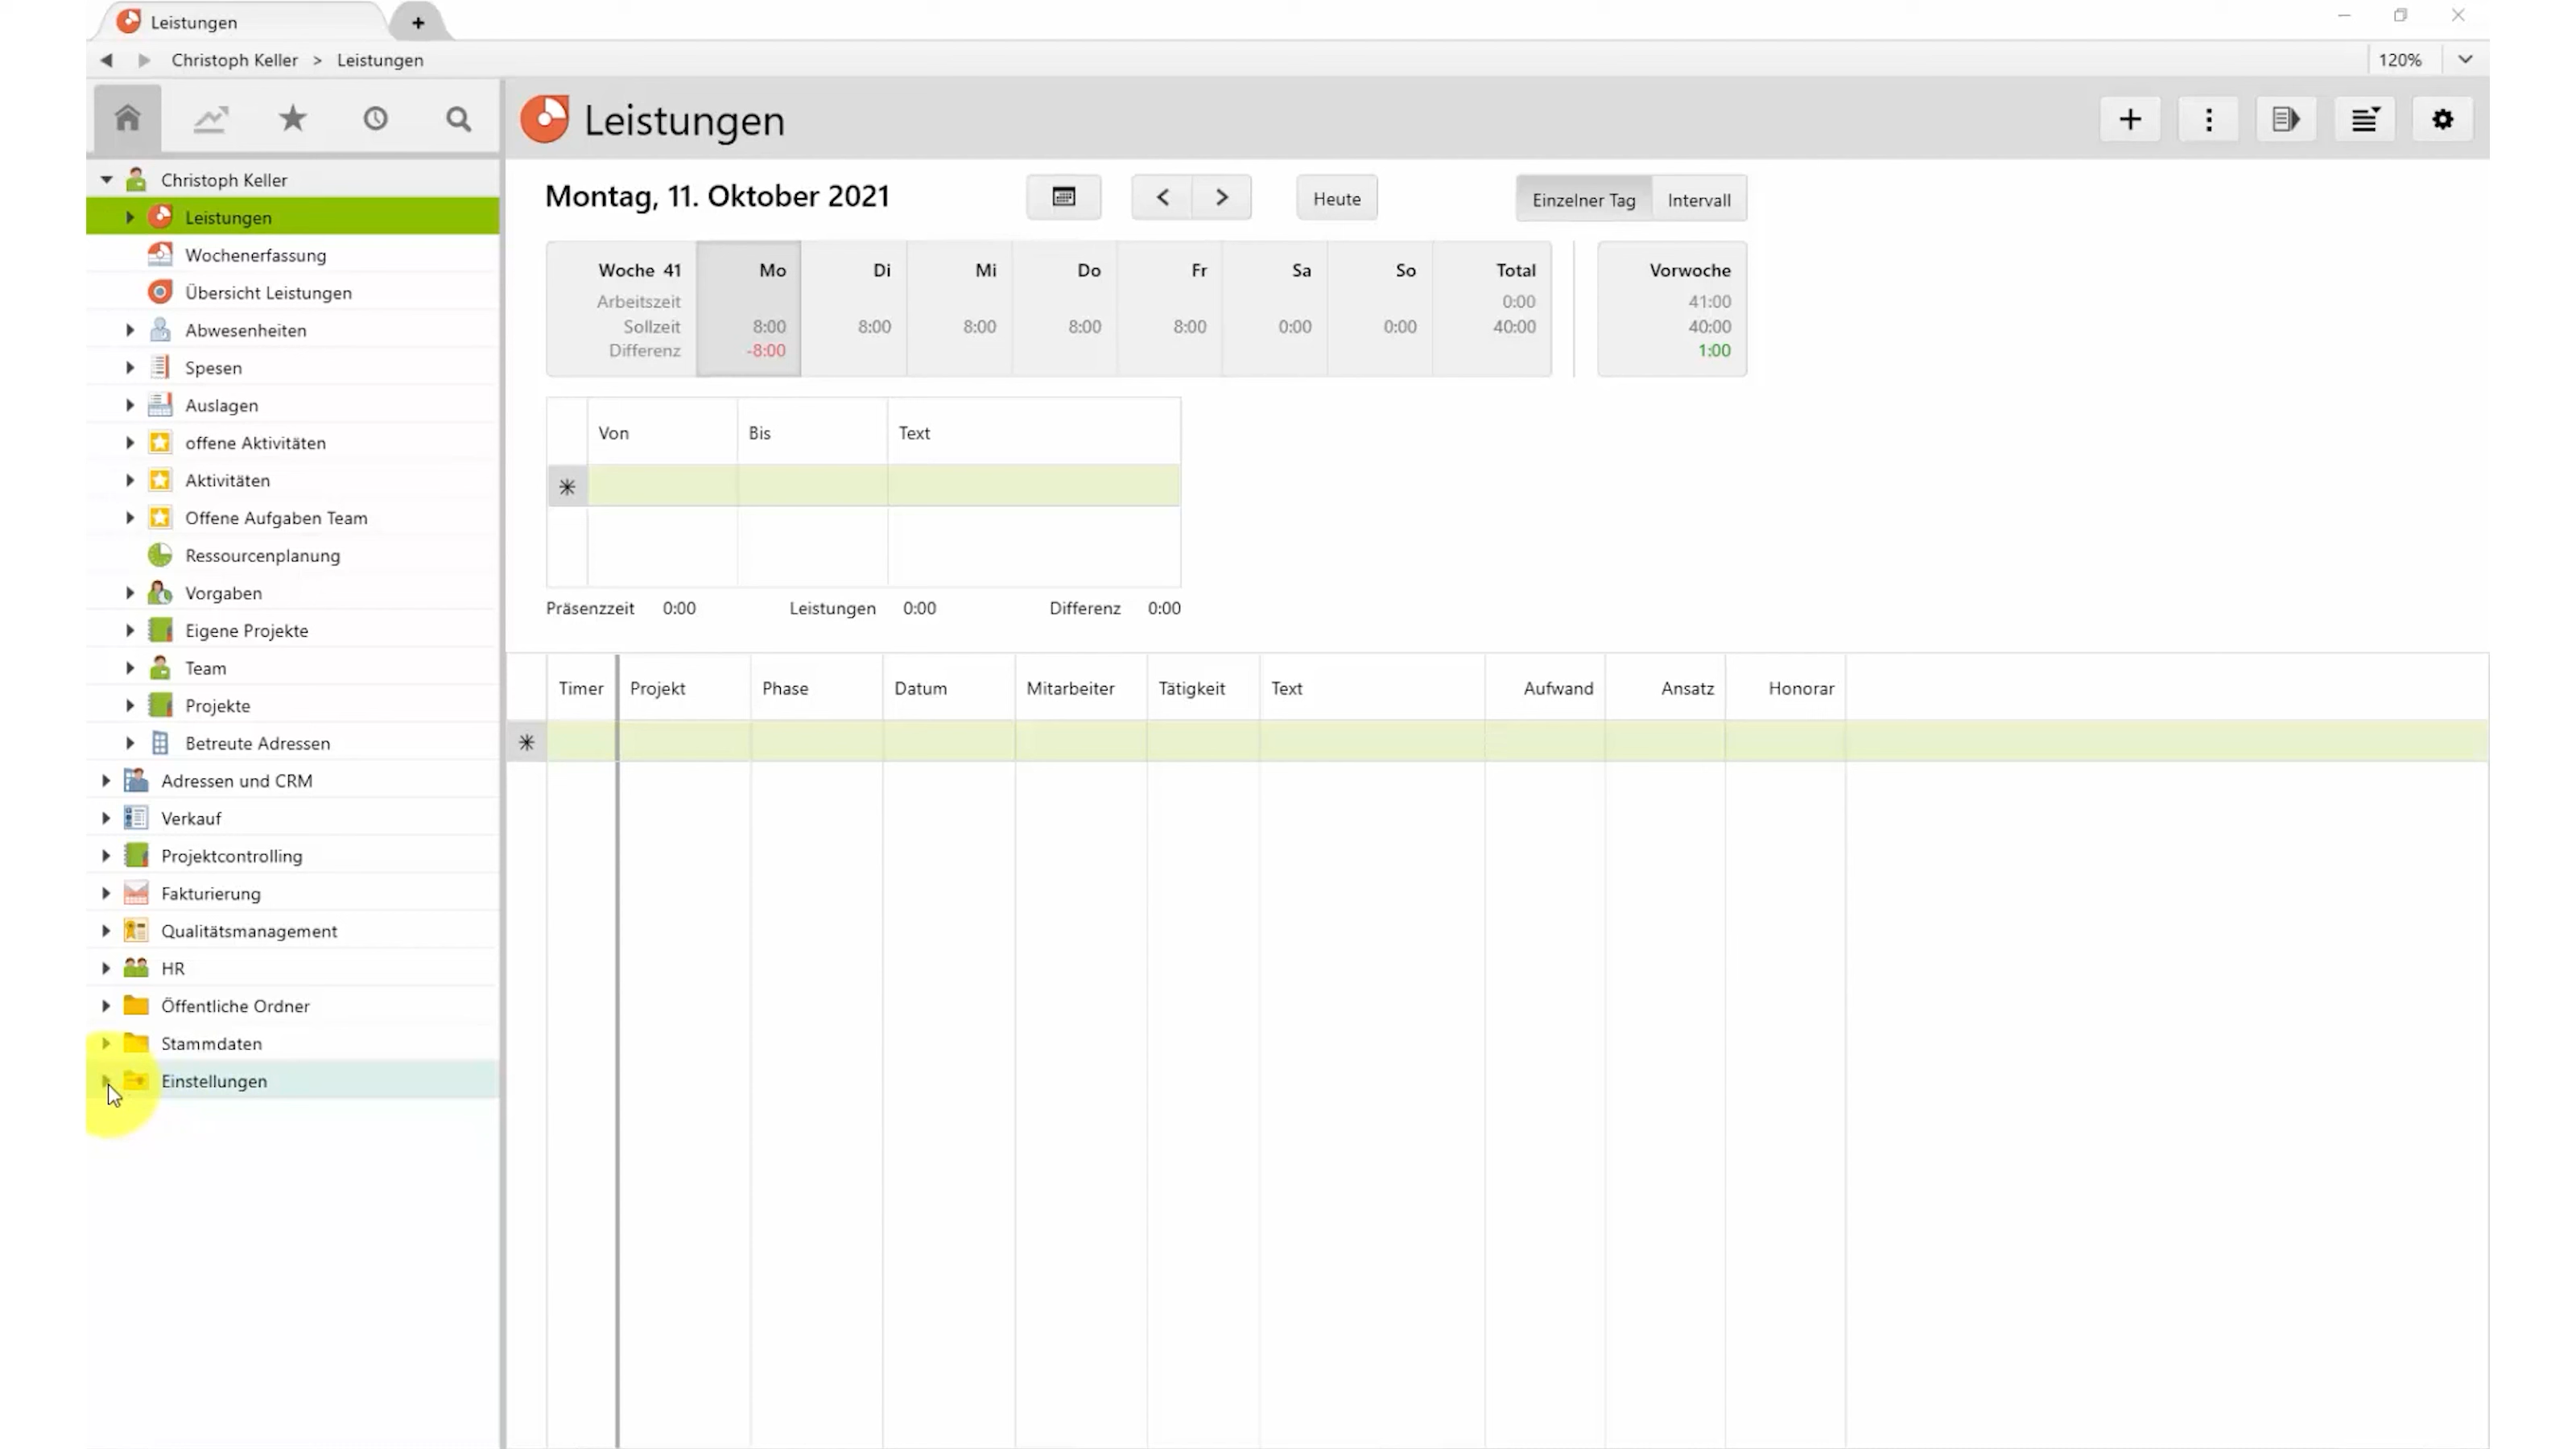 Leistungen
+
Christoph Keller > Leistungen
120%
Leistungen
Christoph Keller
Leistungen
Wochenerfassung
Übersicht Leistungen
Abwesenheiten
Spesen
Auslagen
offene Aktivitäten
Aktivitäten
Offene Aufgaben Team
Ressourcenplanung
Vorgaben
Eigene Projekte
Team
Projekte
Betreute Adressen
Adressen und CRM
Verkauf
Projektcontrolling
Fakturierung
Qualitätsmanagement
HR
Öffentliche Ordner
Stammdaten
Einstellungen
Montag, 11. Oktober 2021
Heute
Einzelner Tag Intervall
Woche 41 Mo Di Mi Do Fr Sa So Total Vorwoche
Arbeitszeit 0:00 41:00
Sollzeit 8:00 8:00 8:00 8:00 8:00 0:00 0:00 40:00 40:00
Differenz -8:00 1:00
Von Bis Text
Präsenzzeit 0:00 Leistungen 0:00 Differenz 0:00
Timer Projekt Phase Datum Mitarbeiter Tätigkeit Text Aufwand Ansatz Honorar